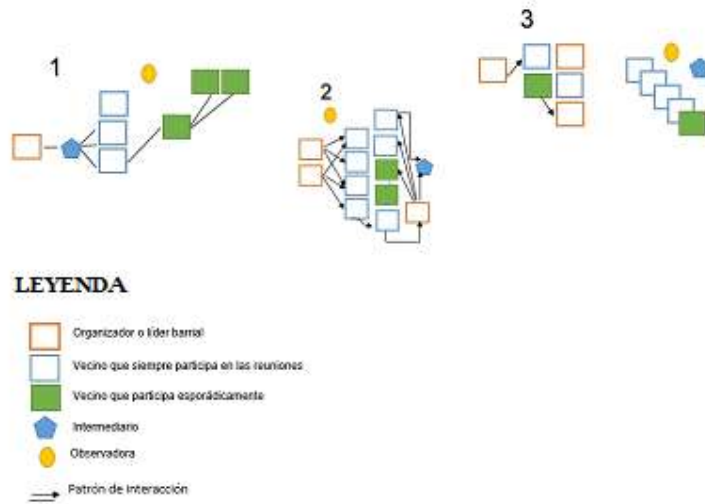 1
2
3
LEYENDA
Organizador o líder barrial
Vecino que siempre participa en las reuniones
Vecino que participa esporádicamente
Intermediario
Observadora
Patrón de Interacción